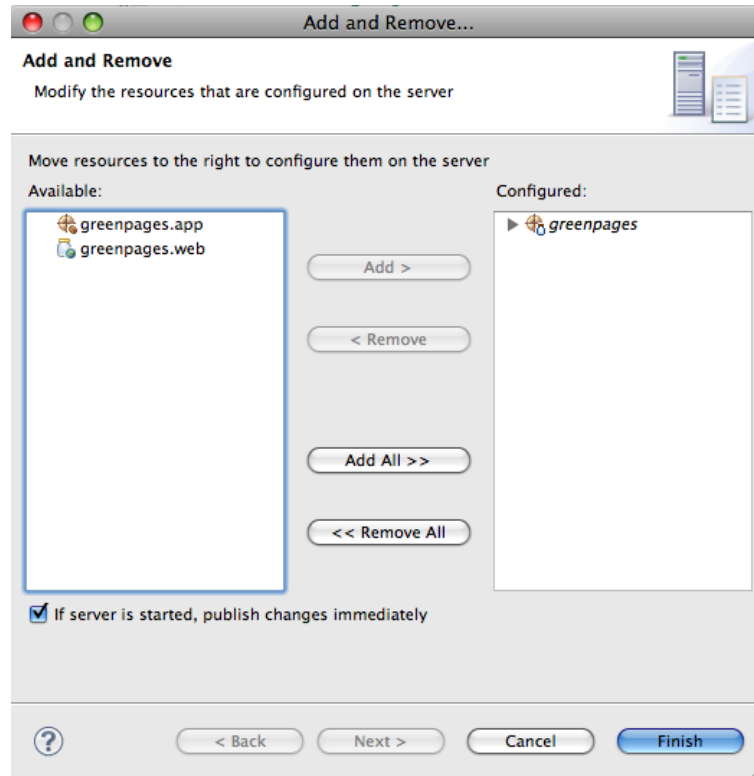 Add and Remove...
Add and Remove
Modify the resources that are configured on the server
Move resources to the right to configure them on the server
Available:
Configured:
greenpages.app
greenpages.web
greenpages
Add >
< Remove
Add All >>
<< Remove All
If server is started, publish changes immediately
?
< Back
Next >
Cancel
Finish